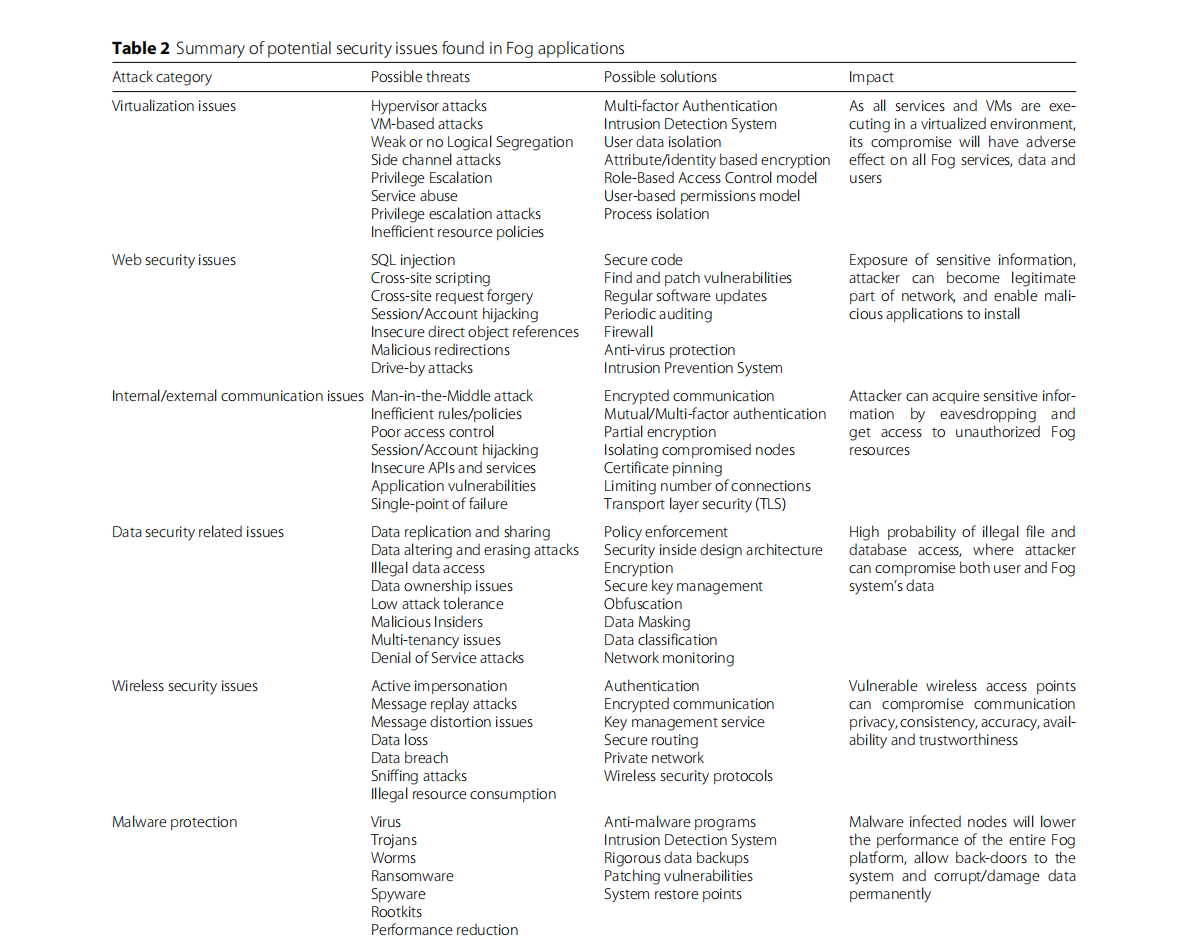 Table 2 Summary of potential security issues found in Fog applications
Attack category Possible threats Possible solutions Impact
Virtualization issues Hypervisor attacks Multi-factor Authentication As all services and VMs are exe-
VM-based attacks Intrusion Detection System cuting in a virtualized environment,
Weak or no Logical Segregation User data isolation its compromise will have adverse
Side channel attacks Attribute/identity based encryption effect on all Fog services, data and
Privilege Escalation Role-Based Access Control model users
Service abuse User-based permissions model
Privilege escalation attacks Process isolation
Inefficient resource policies
Web security issues SQL injection Secure code Exposure of sensitive information,
Cross-site scripting Find and patch vulnerabilities attacker can become legitimate
Cross-site request forgery Regular software updates part of network, and enable mali-
Session/Account hijacking Periodic auditing cious applications to install
Insecure direct object references Firewall
Malicious redirections Anti-virus protection
Drive-by attacks Intrusion Prevention System
Internal/external communication issues Man-in-the-Middle attack Encrypted communication Attacker can acquire sensitive infor-
Inefficient rules/policies Mutual/Multi-factor authentication mation by eavesdropping and
Poor access control Partial encryption get access to unauthorized Fog
Session/Account hijacking Isolating compromised nodes resources
Insecure APIs and services Certificate pinning
Application vulnerabilities Limiting number of connections
Single-point of failure Transport layer security (TLS)
Data security related issues Data replication and sharing Policy enforcement High probability of illegal file and
Data altering and erasing attacks Security inside design architecture database access, where attacker
Illegal data access Encryption can compromise both user and Fog
Data ownership issues Secure key management system's data
Low attack tolerance Obfuscation
Malicious Insiders Data Masking
Multi-tenancy issues Data classification
Denial of Service attacks Network monitoring
Wireless security issues Active impersonation Authentication Vulnerable wireless access points
Message replay attacks Encrypted communication can compromise communication
Message distortion issues Key management service privacy, consistency, accuracy, avail-
Data loss Secure routing ability and trustworthiness
Data breach Private network
Sniffing attacks Wireless security protocols
Illegal resource consumption
Malware protection Virus Anti-malware programs Malware infected nodes will lower
Trojans Intrusion Detection System the performance of the entire Fog
Worms Rigorous data backups platform, allow back-doors to the
Ransomware Patching vulnerabilities system and corrupt/damage data
Spyware System restore points permanently
Rootkits
Performance reduction